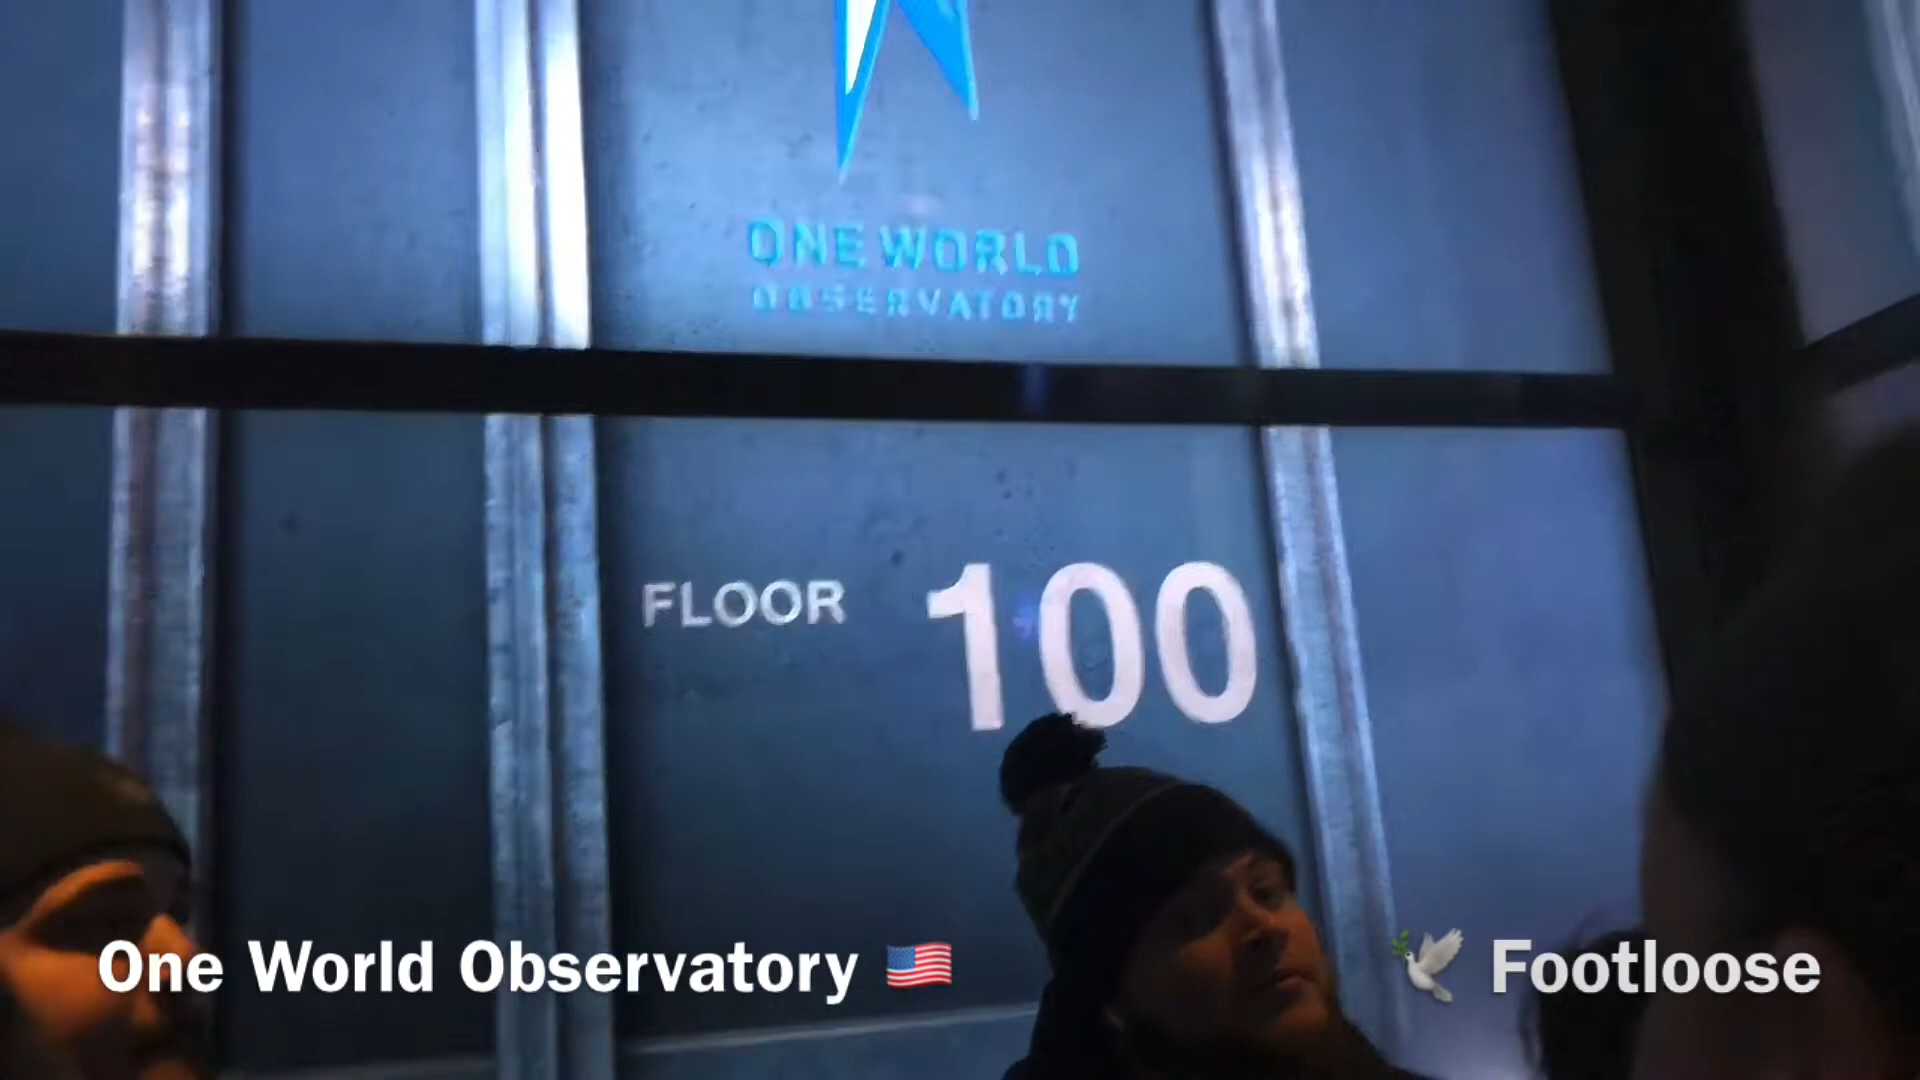 ONE WORLD
OBSERVATORY
FLOOR 100
One World Observatory 🇺🇸
🕊️ Footloose